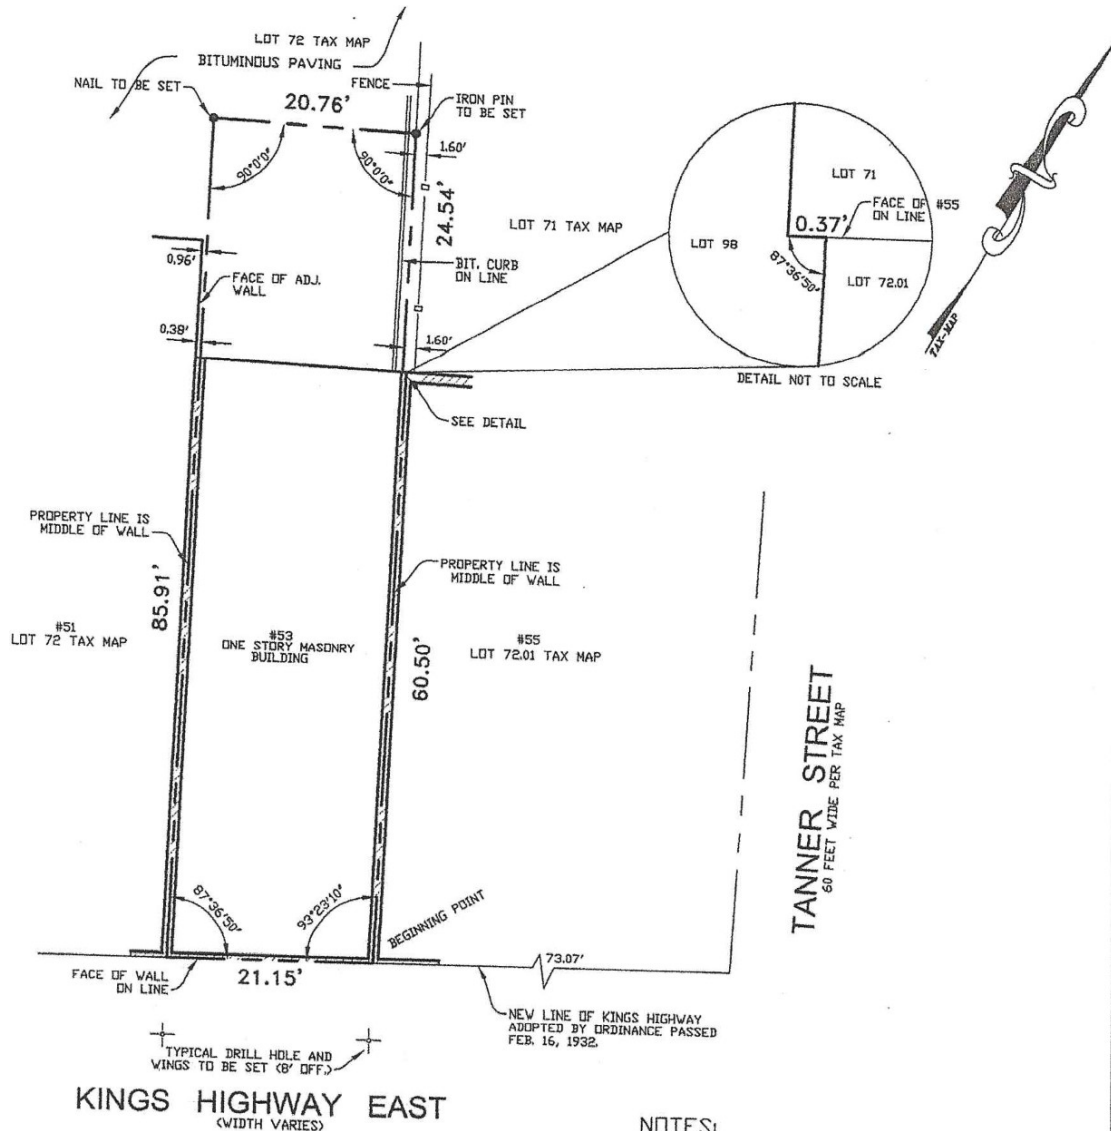 LOT 72 TAX MAP
BITUMINOUS PAVING
NAIL TO BE SET
FENCE
20.76'
IRON PIN
TO BE SET
90°0'0"
90°0'0"
1.60'
24.54'
LOT 71 TAX MAP
BIT. CURB
ON LINE
0.96'
FACE OF ADJ.
WALL
0.38'
1.60'
LOT 71
FACE OF #55
ON LINE
0.37'
LOT 98
87°36'50"
LOT 72.01
DETAIL NOT TO SCALE
TAX-MAP
SEE DETAIL
PROPERTY LINE IS
MIDDLE OF WALL
85.91'
PROPERTY LINE IS
MIDDLE OF WALL
#51
LOT 72 TAX MAP
#53
ONE STORY MASONRY
BUILDING
60.50'
#55
LOT 72.01 TAX MAP
TANNER STREET
60 FEET WIDE PER TAX MAP
87°36'50"
93°23'10"
BEGINNING POINT
FACE OF WALL
ON LINE
21.15'
73.07'
NEW LINE OF KINGS HIGHWAY
ADOPTED BY ORDINANCE PASSED
FEB. 16, 1932.
TYPICAL DRILL HOLE AND
WINGS TO BE SET (8' OFF.)
KINGS HIGHWAY EAST
(WIDTH VARIES)
NOTES: